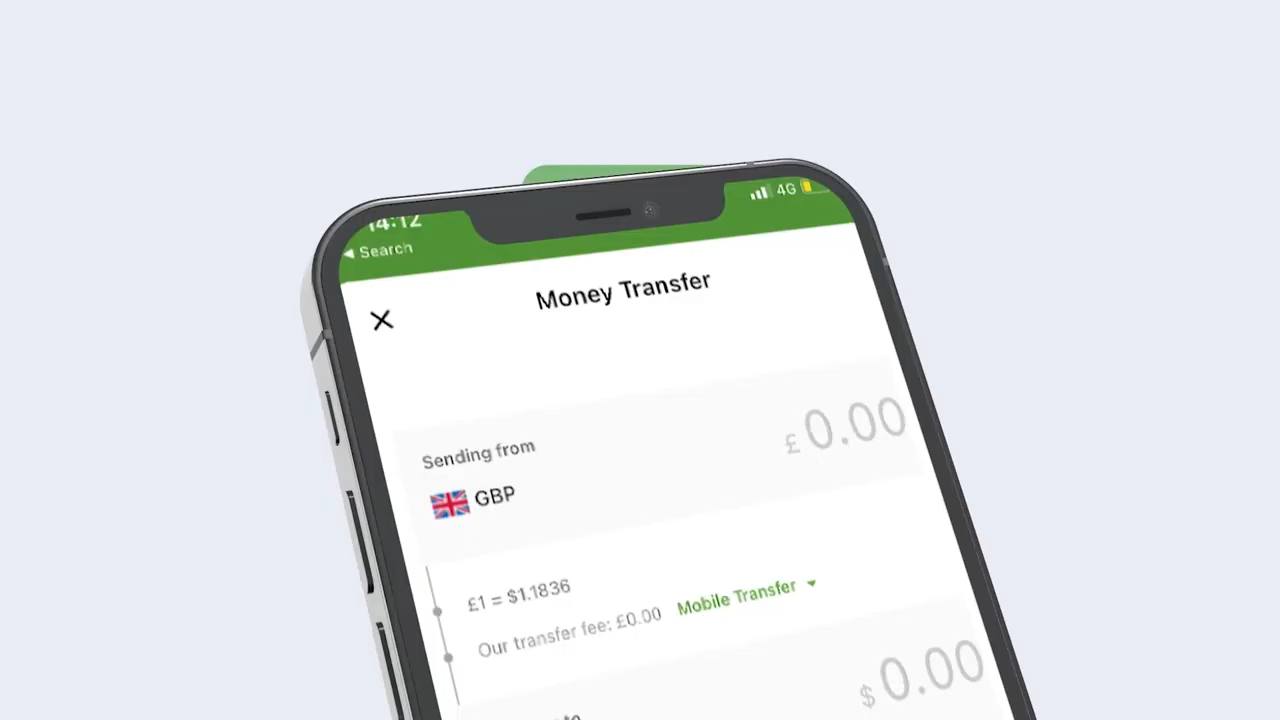 14:12
4G
◀ Search
Money Transfer
Sending from
£ 0.00
GBP
£1 = $1.1836
Our transfer fee: £0.00 Mobile Transfer
$ 0.00